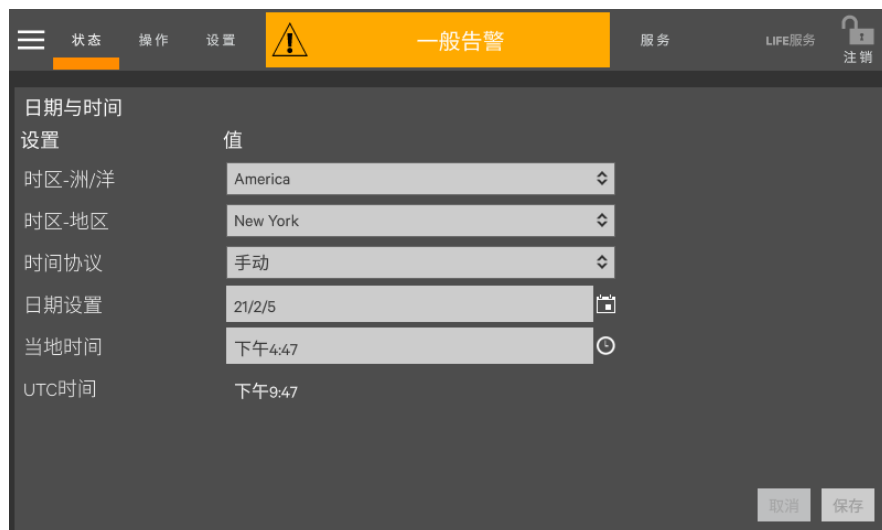 状态 操作 设置 一般告警 服务 LIFE服务 注销
日期与时间
设置 值
时区-洲/洋 America
时区-地区 New York
时间协议 手动
日期设置 21/2/5
当地时间 下午4:47
UTC时间 下午9:47
取消 保存